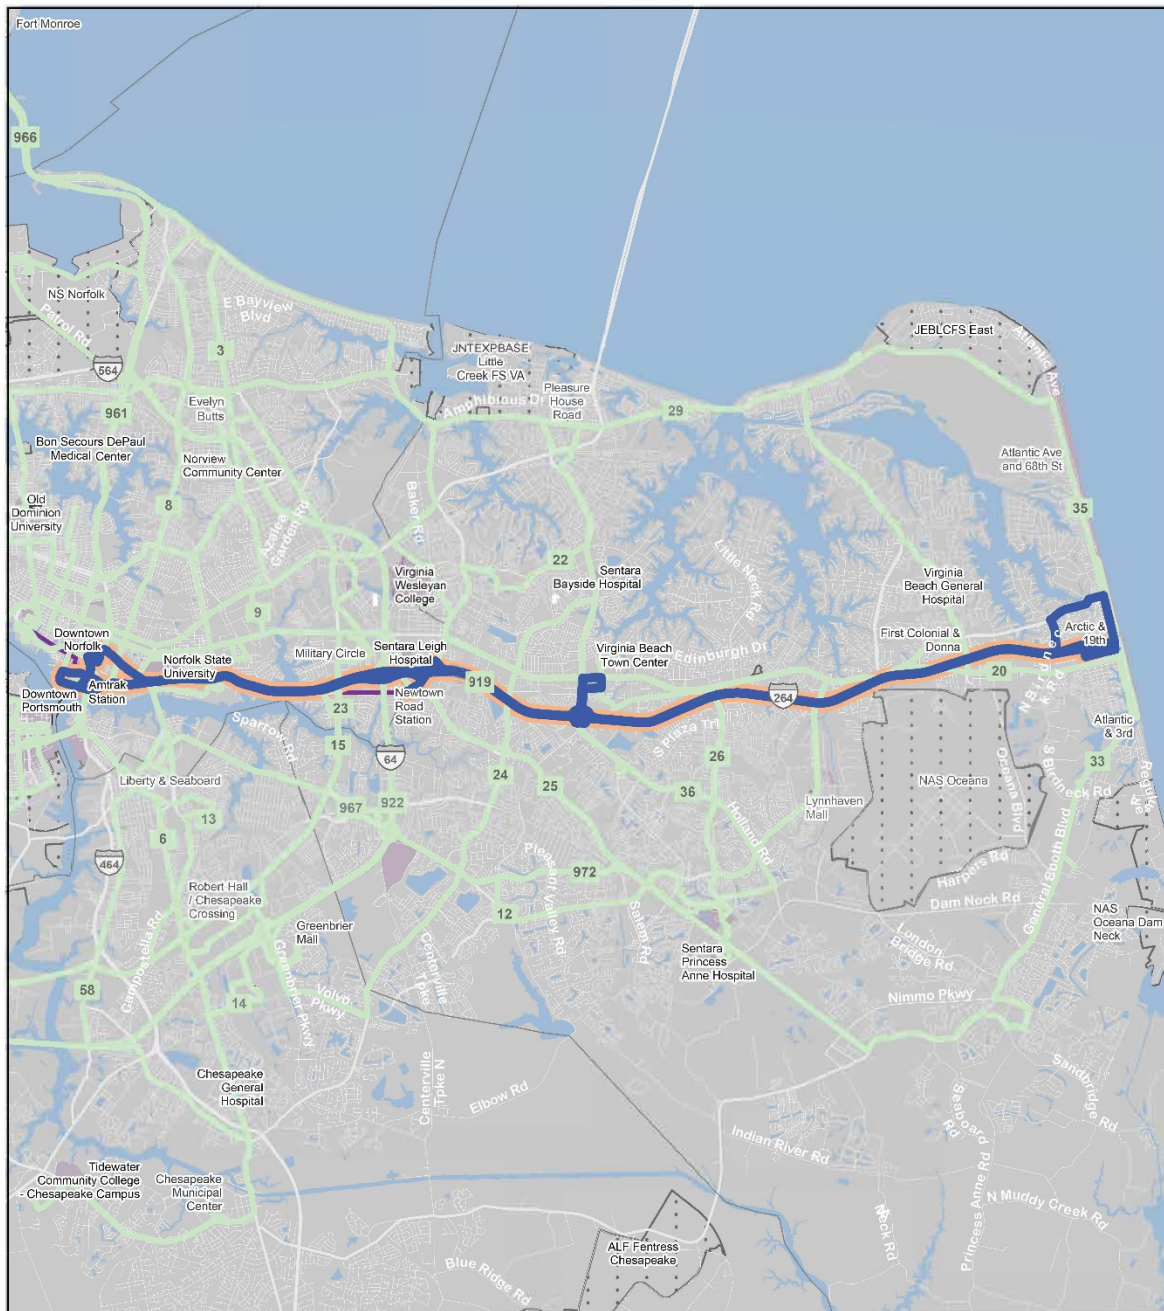 Fort Monroe
966
NS Norfolk
Patrol Rd
E Bayview
Blvd
564
3
JNTEXPBASE
Little
Creek FS VA
JEBLCFS East
Atlantic Ave
Pleasure
House
Road
Amphibious Dr
29
961
Evelyn
Butts
Bon Secours DePaul
Medical Center
Norview
Community Center
Atlantic Ave
and 68th St
Old
Dominion
University
8
Azalea
Garden Rd
Baker Rd
35
22
Sentara
Bayside Hospital
Little Neck Rd
Virginia
Wesleyan
College
Virginia
Beach General
Hospital
9
Downtown
Norfolk
Military Circle
Sentara Leigh
Hospital
Virginia Beach
Town Center
Edinburgh Dr
First Colonial &
Donna
Arctic &
19th
Norfolk State
University
Amtrak
Station
Downtown
Portsmouth
919
Newtown
Road
Station
264
20
N Birdneck Rd
23
Sparrow Rd
S Plaza Trl
Atlantic
& 3rd
15
64
26
33
S Birdneck Rd
Liberty & Seaboard
24
25
36
NAS Oceana
Oceana Blvd
967
922
Lynnhaven
Mall
13
6
Holland Rd
464
Pleasant Valley Rd
972
Harpers Rd
General Booth Blvd
Robert Hall
/ Chesapeake
Crossing
Dam Neck Rd
12
Salem Rd
NAS
Oceana Dam
Neck
Greenbrier
Mall
Campostella Rd
Centerville
Tpke
London
Bridge Rd
Sentara
Princess
Anne Hospital
58
14
Volvo
Pkwy
Greenbrier Pkwy
Nimmo Pkwy
Chesapeake
General
Hospital
Centerville
Tpke N
Elbow Rd
Sandbridge Rd
Seaboard
Rd
Indian River Rd
Tidewater
Community College
- Chesapeake Campus
Chesapeake
Municipal
Center
Princess Anne Rd
N Muddy Creek Rd
Neck Rd
ALF Fentress
Chesapeake
Blue Ridge Rd